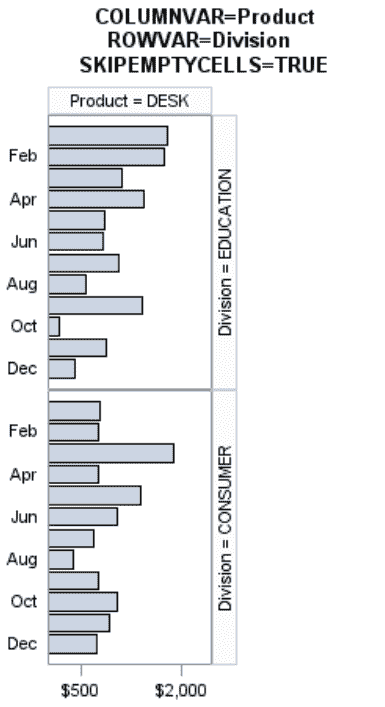 COLUMNVAR=Product
ROWVAR=Division
SKIPEMPTYCELLS=TRUE
Product = DESK
Feb
Apr
Jun
Aug
Oct
Dec
Division = EDUCATION
Feb
Apr
Jun
Aug
Oct
Dec
Division = CONSUMER
$500 $2,000